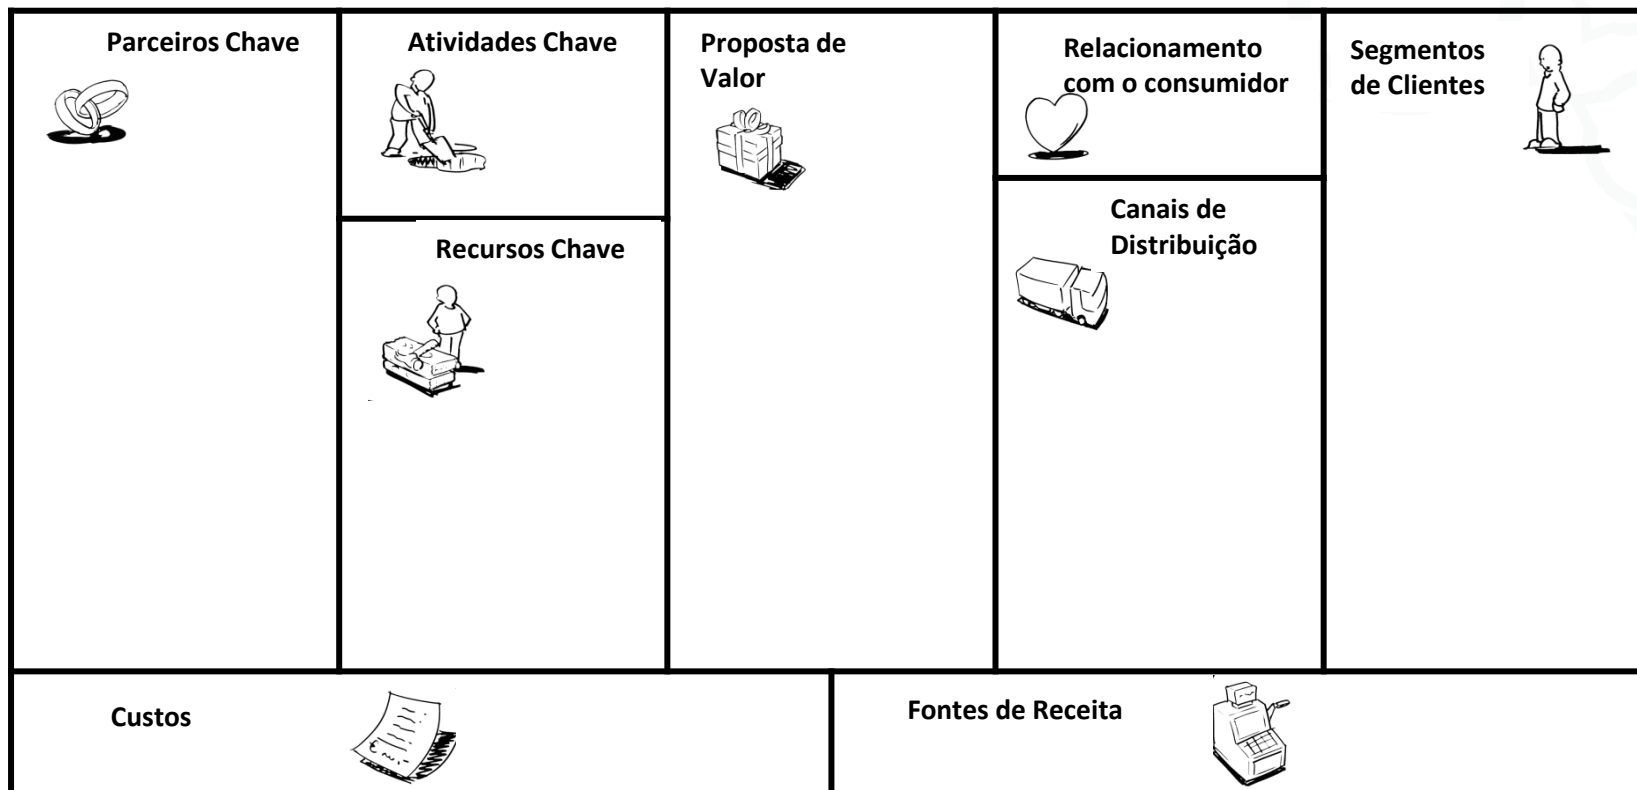 Parceiros Chave
Atividades Chave
Recursos Chave
Proposta de
Valor
Relacionamento
com o consumidor
Canais de
Distribuição
Segmentos
de Clientes
Custos
Fontes de Receita